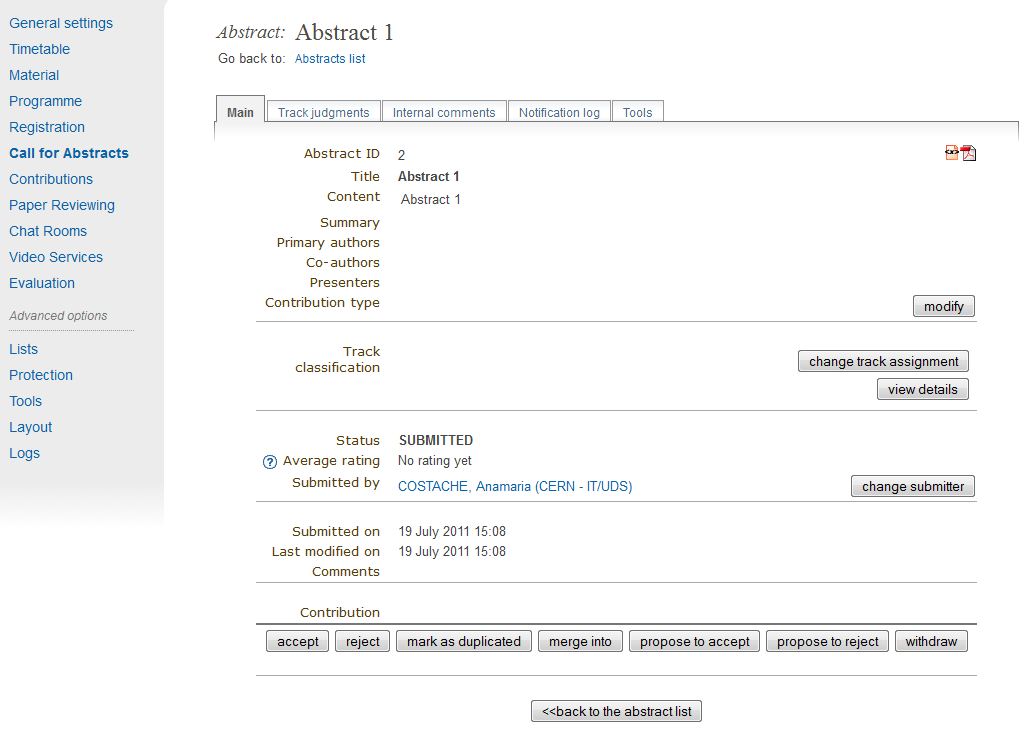 General settings
Timetable
Material
Programme
Registration
Call for Abstracts
Contributions
Paper Reviewing
Chat Rooms
Video Services
Evaluation
Advanced options
Lists
Protection
Tools
Layout
Logs
Abstract: Abstract 1
Go back to: Abstracts list
Main Track judgments Internal comments Notification log Tools
Abstract ID 2
Title Abstract 1
Content Abstract 1
Summary
Primary authors
Co-authors
Presenters
Contribution type
modify
Track
classification
change track assignment
view details
Status SUBMITTED
? Average rating No rating yet
Submitted by COSTACHE, Anamaria (CERN - IT/UDS) change submitter
Submitted on 19 July 2011 15:08
Last modified on 19 July 2011 15:08
Comments
Contribution
accept reject mark as duplicated merge into propose to accept propose to reject withdraw
<<back to the abstract list